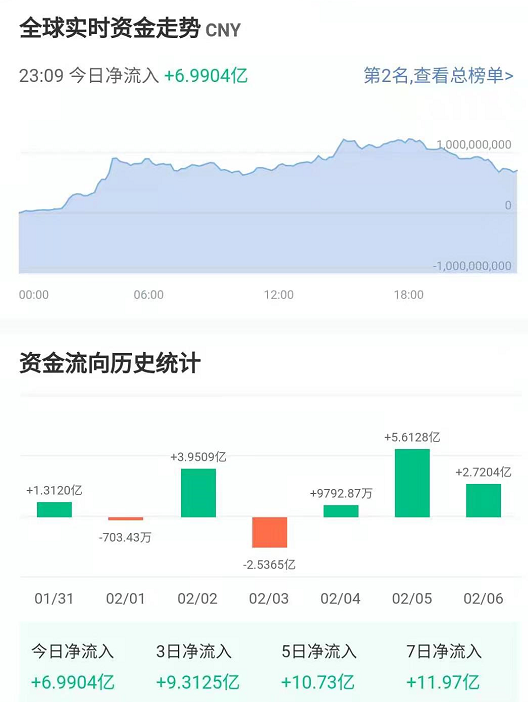 全球实时资金走势 CNY
23:09 今日净流入 +6.9904亿 第2名,查看总榜单>
1,000,000,000
0
-1,000,000,000
00:00 06:00 12:00 18:00
资金流向历史统计
+1.3120亿 -703.43万 +3.9509亿 -2.5365亿 +9792.87万 +5.6128亿 +2.7204亿
01/31 02/01 02/02 02/03 02/04 02/05 02/06
今日净流入 3日净流入 5日净流入 7日净流入
+6.9904亿 +9.3125亿 +10.73亿 +11.97亿